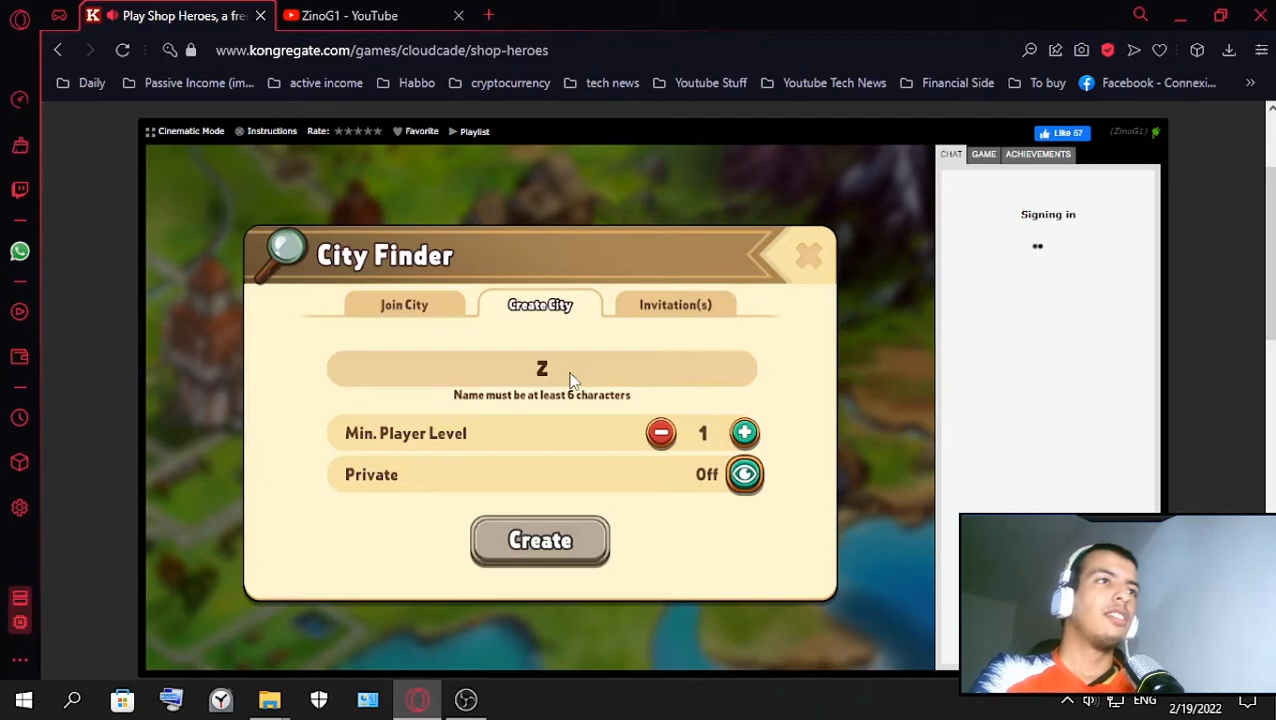 Play Shop Heroes, a fre
ZinoG1 - YouTube
www.kongregate.com/games/cloudcade/shop-heroes
Daily
Passive Income (im...
active income
Habbo
cryptocurrency
tech news
Youtube Stuff
Youtube Tech News
Financial Side
To buy
Facebook - Connexi...
Cinematic Mode
Instructions
Rate:
Favorite
Playlist
Like 57
(ZinoG1)
CHAT
GAME
ACHIEVEMENTS
Signing in
City Finder
Join City
Create City
Invitation(s)
Z
Name must be at least 6 characters
Min. Player Level
1
Private
Off
Create
ENG
2/19/2022